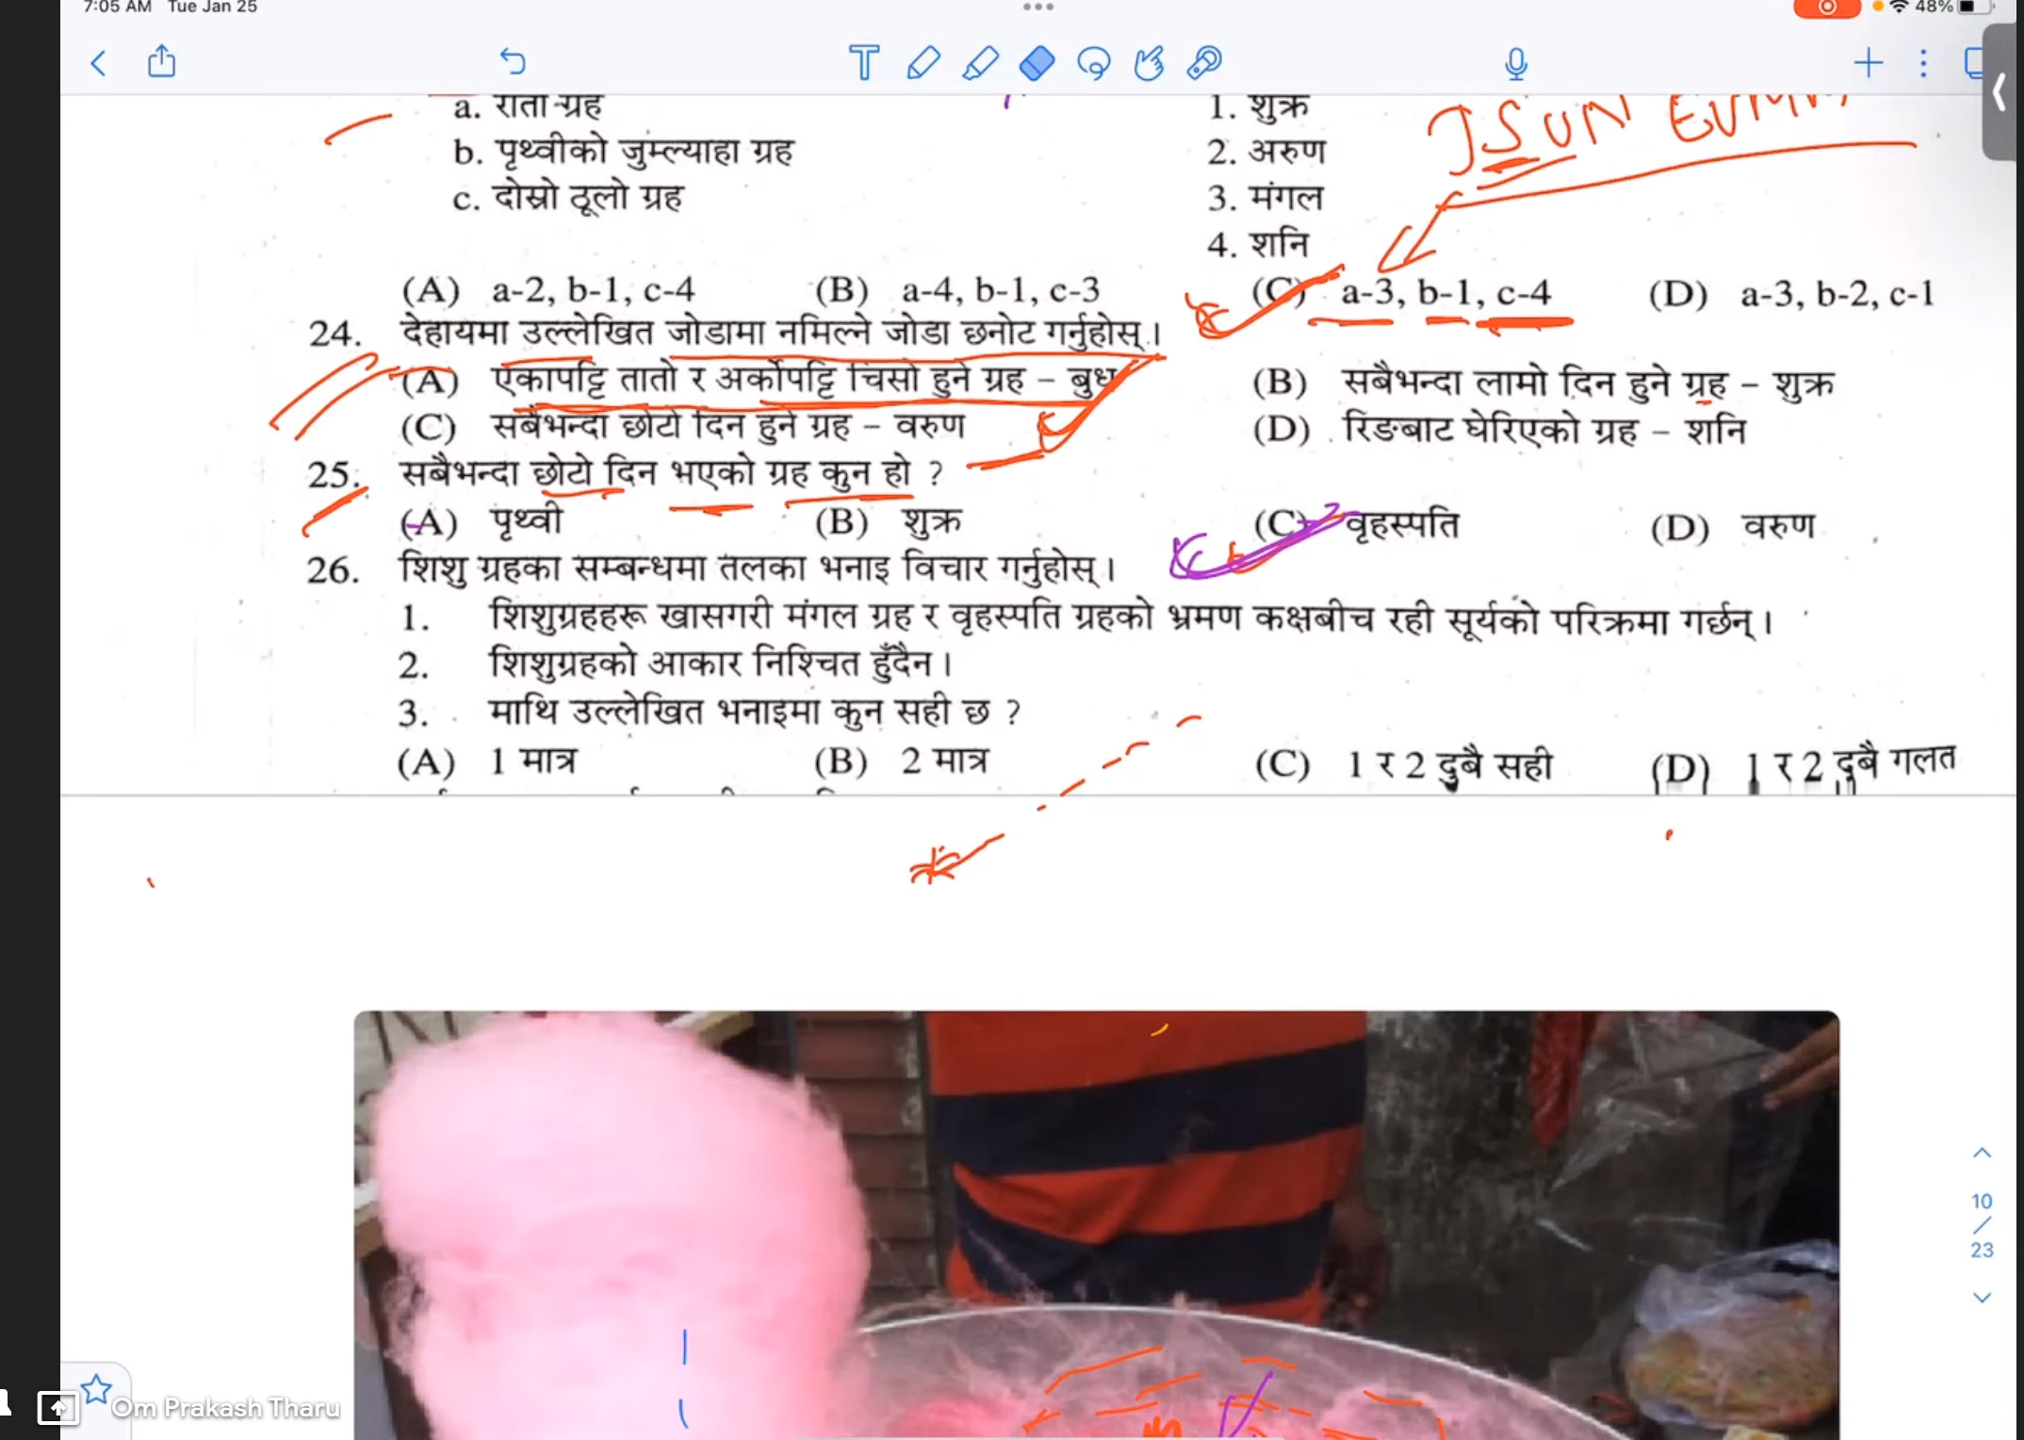 7:05 AM Tue Jan 25
48%
a. राता ग्रह
1. शुक्र
JSUN
b. पृथ्वीको जुम्ल्याहा ग्रह
2. अरुण
c. दोस्रो ठूलो ग्रह
3. मंगल
4. शनि
(A) a-2, b-1, c-4 (B) a-4, b-1, c-3 (C) a-3, b-1, c-4 (D) a-3, b-2, c-1
24. देहायमा उल्लेखित जोडामा नमिल्ने जोडा छनोट गर्नुहोस् ।
(A) एकापट्टि तातो र अर्कोपट्टि चिसो हुने ग्रह – बुध (B) सबैभन्दा लामो दिन हुने ग्रह – शुक्र
(C) सबैभन्दा छोटो दिन हुने ग्रह – वरुण (D) रिङबाट घेरिएको ग्रह – शनि
25. सबैभन्दा छोटो दिन भएको ग्रह कुन हो ?
(A) पृथ्वी (B) शुक्र (C) वृहस्पति (D) वरुण
26. शिशु ग्रहका सम्बन्धमा तलका भनाइ विचार गर्नुहोस् ।
1. शिशुग्रहहरू खासगरी मंगल ग्रह र वृहस्पति ग्रहको भ्रमण कक्षबीच रही सूर्यको परिक्रमा गर्छन् ।
2. शिशुग्रहको आकार निश्चित हुँदैन ।
3. माथि उल्लेखित भनाइमा कुन सही छ ?
(A) 1 मात्र (B) 2 मात्र (C) 1 र 2 दुबै सही (D) 1 र 2 दुबै गलत
10
/
23
Om Prakash Tharu